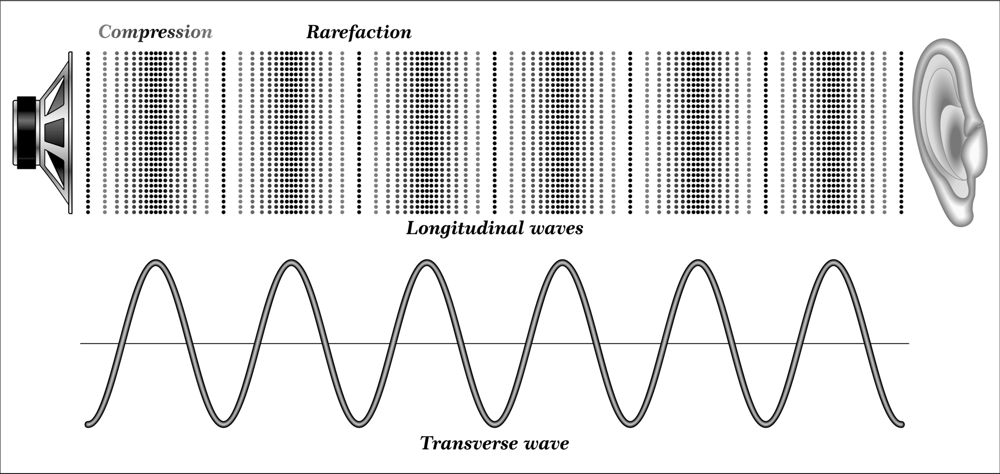 Compression
Rarefaction
Longitudinal waves
Transverse wave